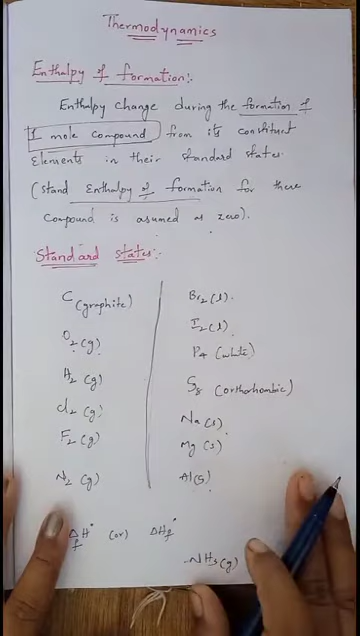 Thermodynamics
Enthalpy of formation:-
Enthalpy change during the formation of
1 mole compound from its constituent
Elements in their standard states.
(stand Enthalpy of formation for these
Compound is asumed as zero).
Standard states:-
C (graphite)
O2 (g)
H2 (g)
Cl2 (g)
F2 (g)
N2 (g)
Br2 (l).
I2 (l).
P4 (white)
S8 (orthorhombic)
Na (s).
Mg (s)
Al (s)
ΔfH° (or) ΔHf°
NH3 (g)